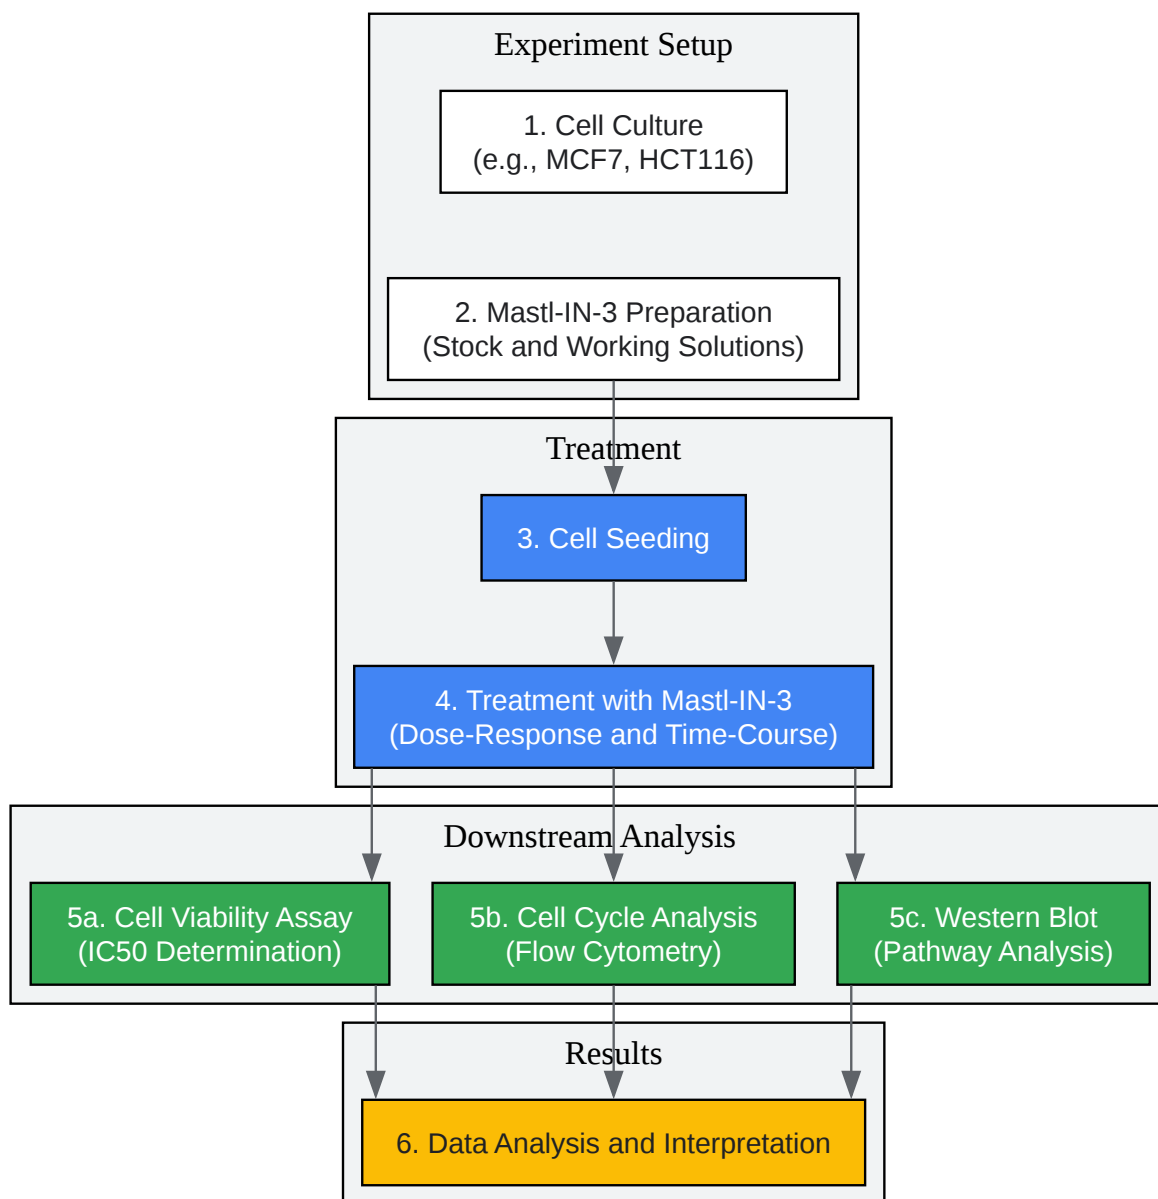 Experiment Setup
1. Cell Culture
(e.g., MCF7, HCT116)
2. Mastl-IN-3 Preparation
(Stock and Working Solutions)
Treatment
3. Cell Seeding
4. Treatment with Mastl-IN-3
(Dose-Response and Time-Course)
Downstream Analysis
5a. Cell Viability Assay
(IC50 Determination)
5b. Cell Cycle Analysis
(Flow Cytometry)
5c. Western Blot
(Pathway Analysis)
Results
6. Data Analysis and Interpretation